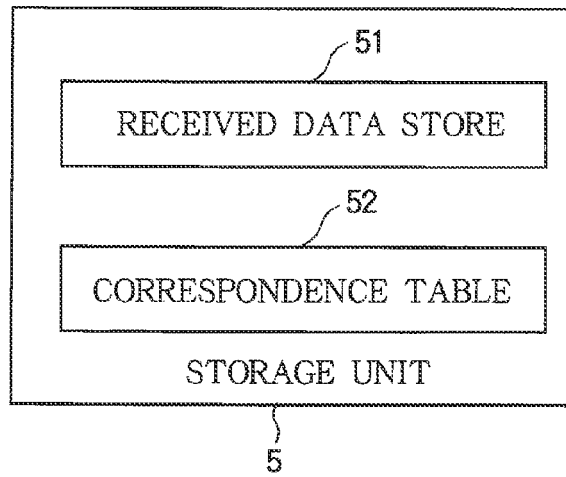 51
RECEIVED DATA STORE
52
CORRESPONDENCE TABLE
STORAGE UNIT
5